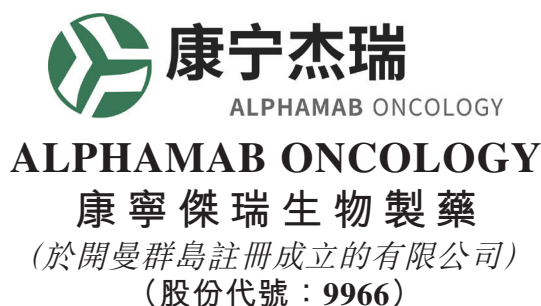 康宁杰瑞
ALPHAMAB ONCOLOGY
ALPHAMAB ONCOLOGY
康寧傑瑞生物製藥
(於開曼群島註冊成立的有限公司)
（股份代號：9966）